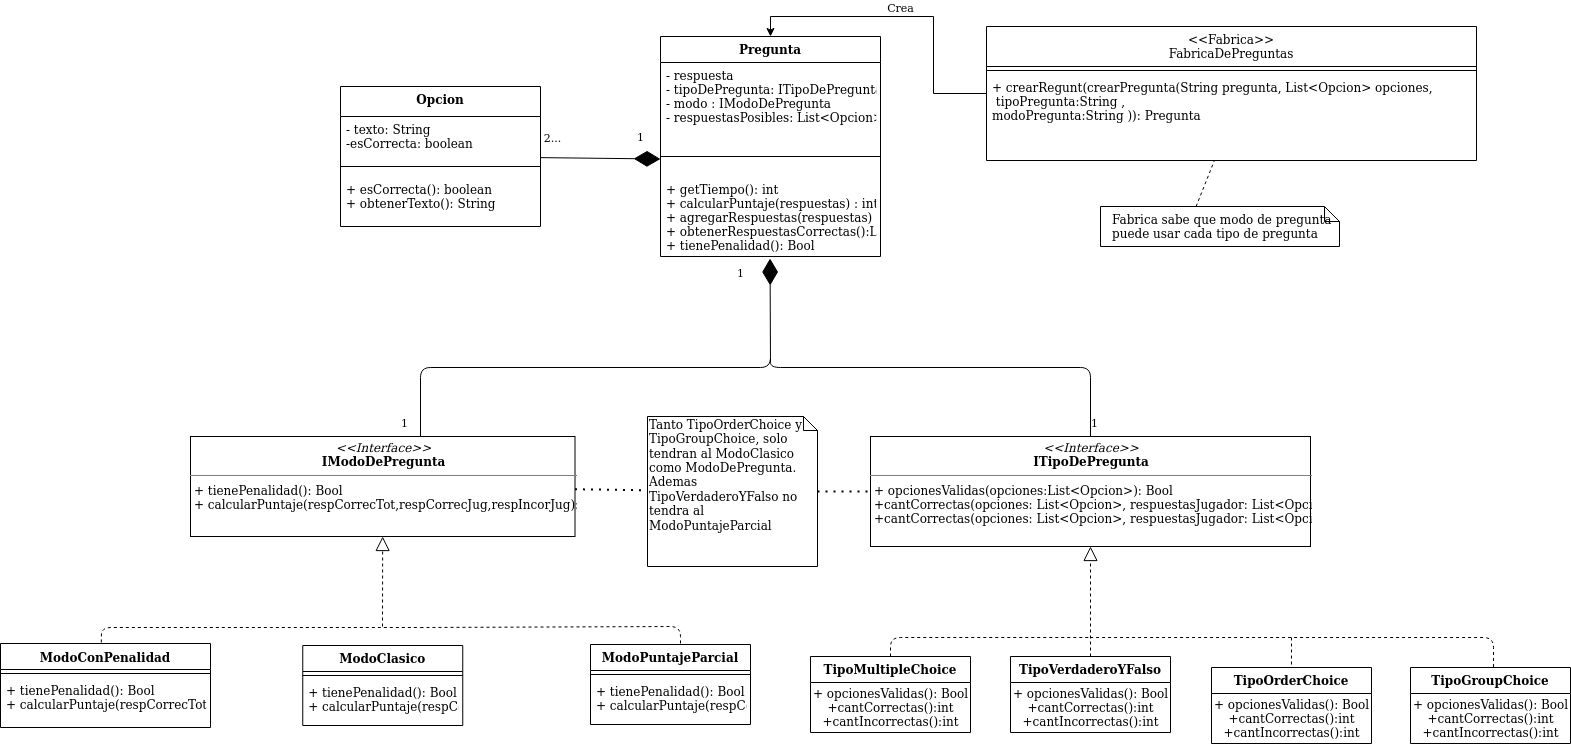 Crea
Pregunta
- respuesta
- tipoDePregunta: ITipoDePregunt
- modo : IModoDePregunta
- respuestasPosibles: List<Opcion>
+ getTiempo(): int
+ calcularPuntaje(respuestas) : int
+ agregarRespuestas(respuestas)
+ obtenerRespuestasCorrectas():L
+ tienePenalidad(): Bool
<<Fabrica>>
FabricaDePreguntas
+ crearRegunt(crearPregunta(String pregunta, List<Opcion> opciones,
tipoPregunta:String ,
modoPregunta:String )): Pregunta
Opcion
- texto: String
-esCorrecta: boolean
+ esCorrecta(): boolean
+ obtenerTexto(): String
2...
1
Fabrica sabe que modo de pregunta
puede usar cada tipo de pregunta
1
1
1
<<Interface>>
IModoDePregunta
+ tienePenalidad(): Bool
+ calcularPuntaje(respCorrecTot,respCorrecJug,respIncorJug):
Tanto TipoOrderChoice y
TipoGroupChoice, solo
tendran al ModoClasico
como ModoDePregunta.
Ademas
TipoVerdaderoYFalso no
tendra al
ModoPuntajeParcial
<<Interface>>
ITipoDePregunta
+ opcionesValidas(opciones:List<Opcion>): Bool
+cantCorrectas(opciones: List<Opcion>, respuestasJugador: List<Opci
+cantCorrectas(opciones: List<Opcion>, respuestasJugador: List<Opci
ModoConPenalidad
+ tienePenalidad(): Bool
+ calcularPuntaje(respCorrecTot
ModoClasico
+ tienePenalidad(): Bool
+ calcularPuntaje(respC
ModoPuntajeParcial
+ tienePenalidad(): Bool
+ calcularPuntaje(respC
TipoMultipleChoice
+ opcionesValidas(): Bool
+cantCorrectas():int
+cantIncorrectas():int
TipoVerdaderoYFalso
+ opcionesValidas(): Bool
+cantCorrectas():int
+cantIncorrectas():int
TipoOrderChoice
+ opcionesValidas(): Bool
+cantCorrectas():int
+cantIncorrectas():int
TipoGroupChoice
+ opcionesValidas(): Bool
+cantCorrectas():int
+cantIncorrectas():int